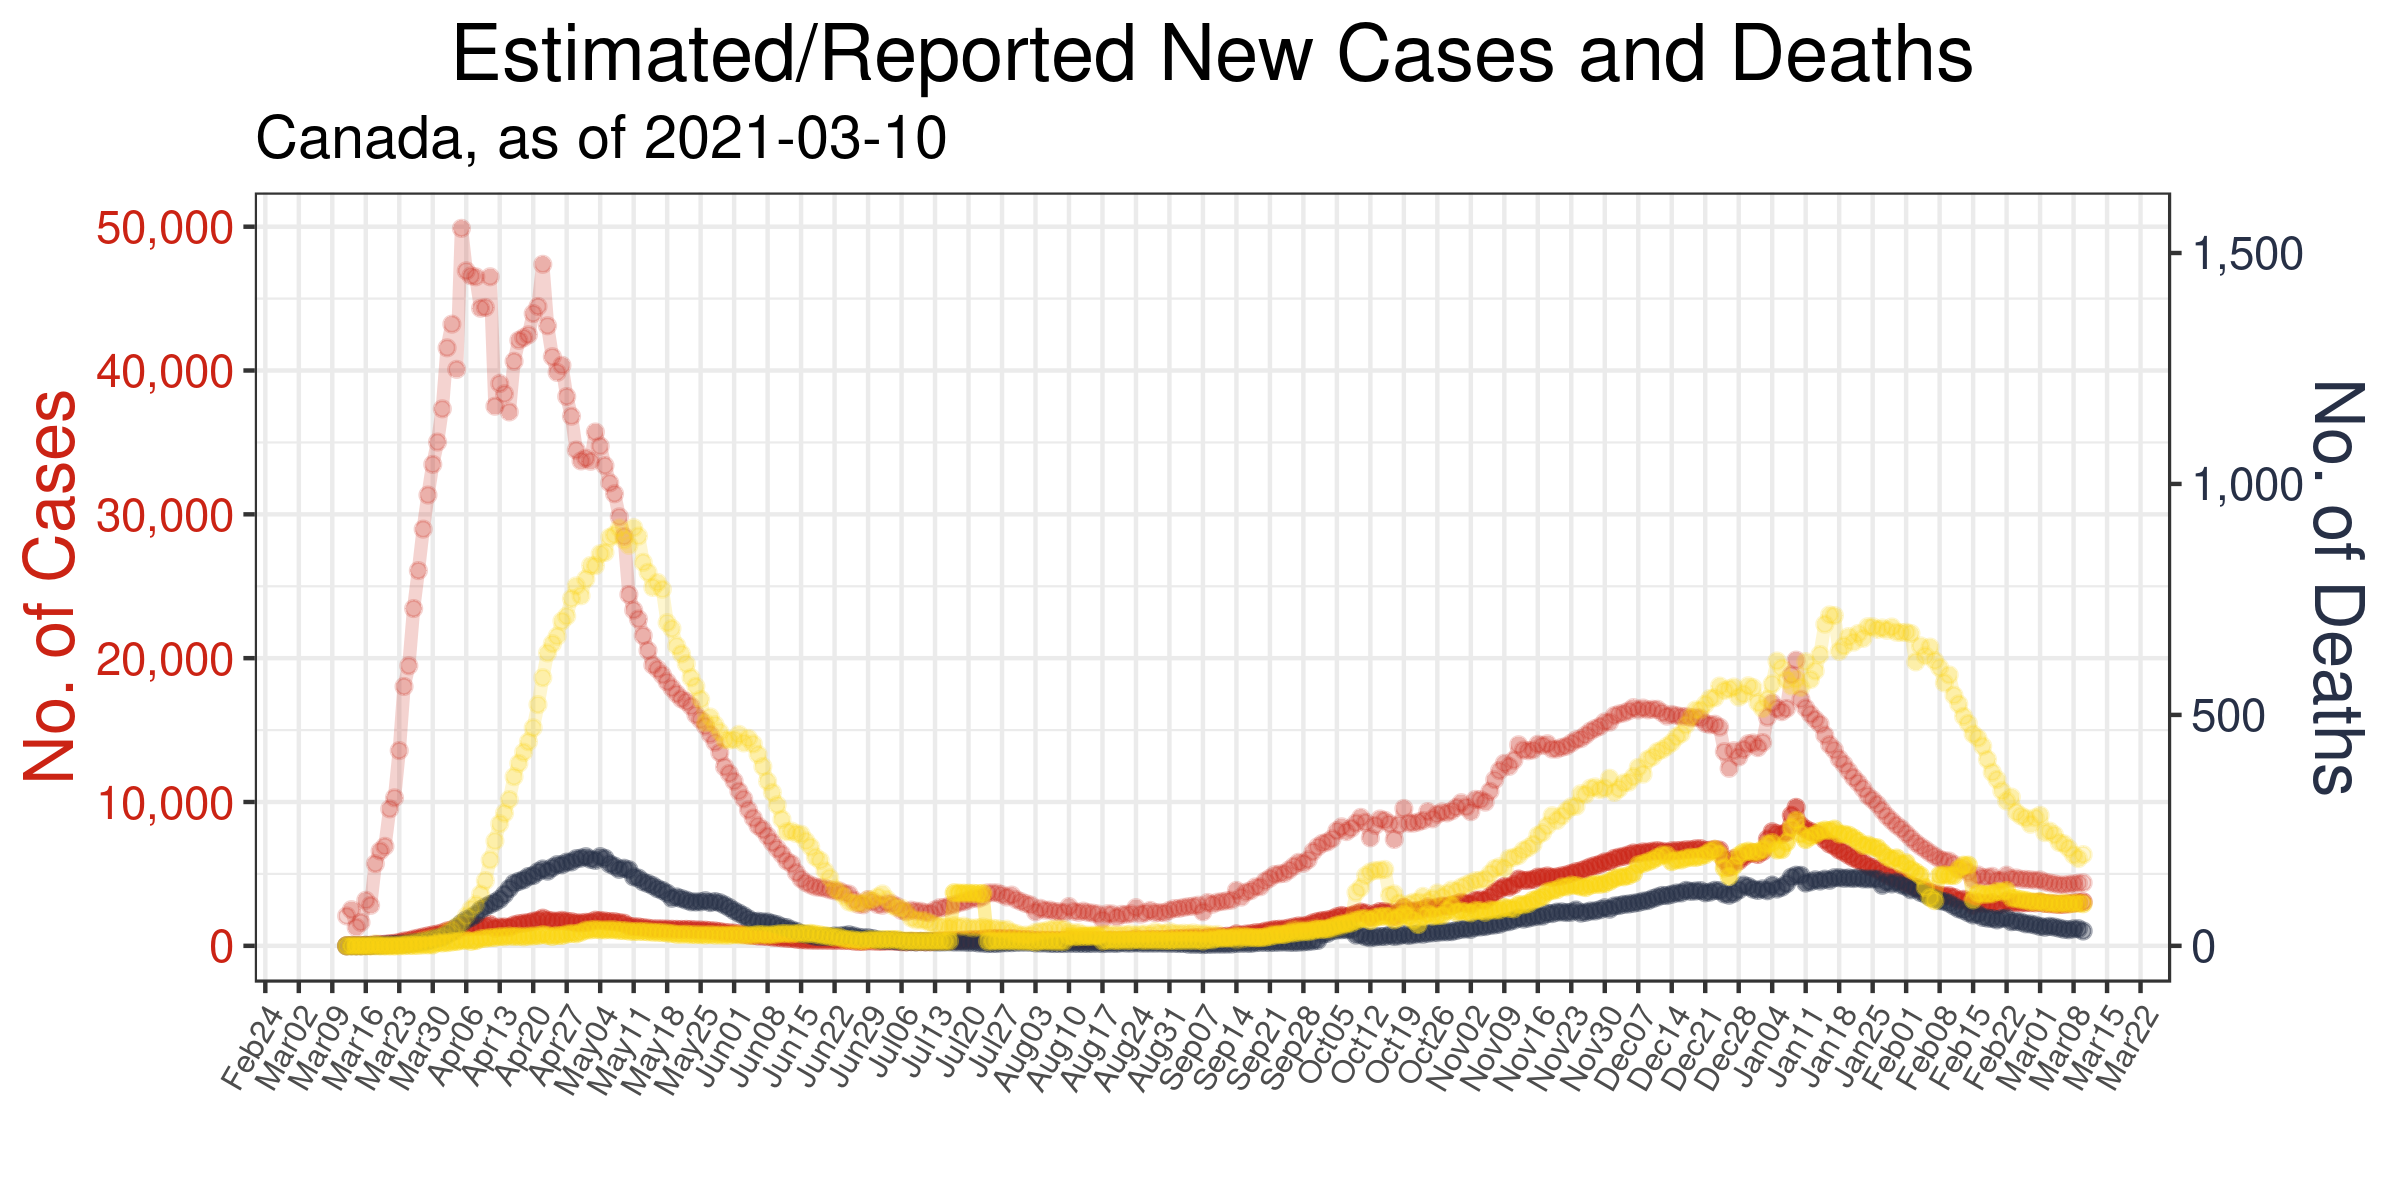 Estimated/Reported New Cases and Deaths
Canada, as of 2021-03-10
No. of Cases
50,000
40,000
30,000
20,000
10,000
0
1,500
1,000
500
0
No. of Deaths
Feb24
Mar02
Mar09
Mar16
Mar23
Mar30
Apr06
Apr13
Apr20
Apr27
May04
May11
May18
May25
Jun01
Jun08
Jun15
Jun22
Jun29
Jul06
Jul13
Jul20
Jul27
Aug03
Aug10
Aug17
Aug24
Aug31
Sep07
Sep14
Sep21
Sep28
Oct05
Oct12
Oct19
Oct26
Nov02
Nov09
Nov16
Nov23
Nov30
Dec07
Dec14
Dec21
Dec28
Jan04
Jan11
Jan18
Jan25
Feb01
Feb08
Feb15
Feb22
Mar01
Mar08
Mar15
Mar22